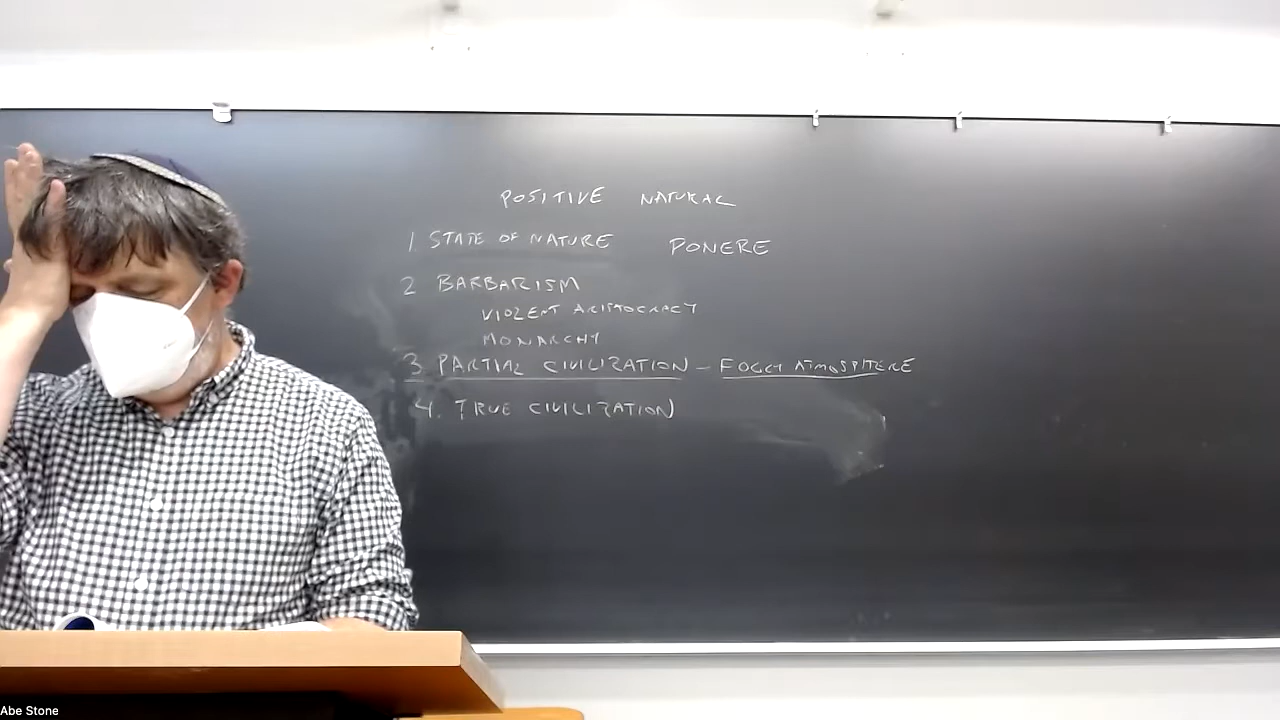 POSITIVE NATURAL
1 STATE OF NATURE PONERE
2 BARBARISM
VIOLENT ARISTOCRACY
MONARCHY
3 PARTIAL CIVILIZATION – FOGGY ATMOSPHERE
4. TRUE CIVILIZATION
Abe Stone